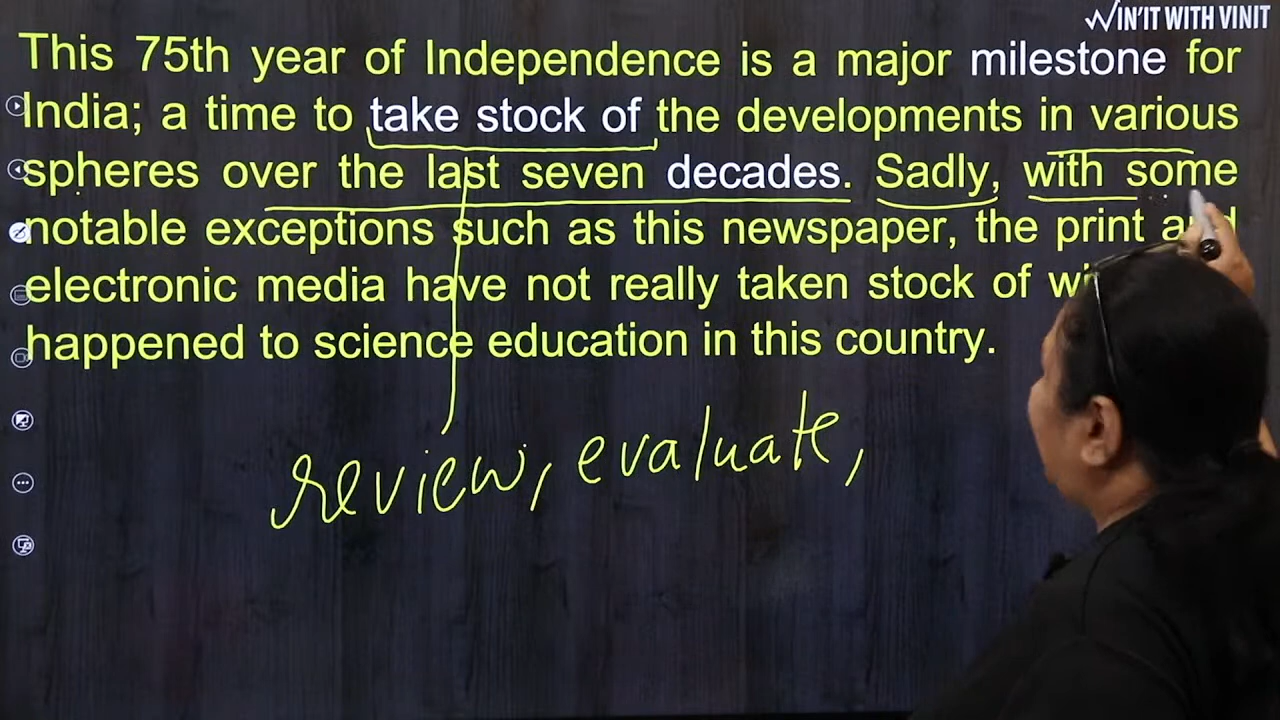 WIN'IT WITH VINIT
This 75th year of Independence is a major milestone for
India; a time to take stock of the developments in various
spheres over the last seven decades. Sadly, with some
notable exceptions such as this newspaper, the print
electronic media have not really taken stock of
happened to science education in this country.
review, evaluate,